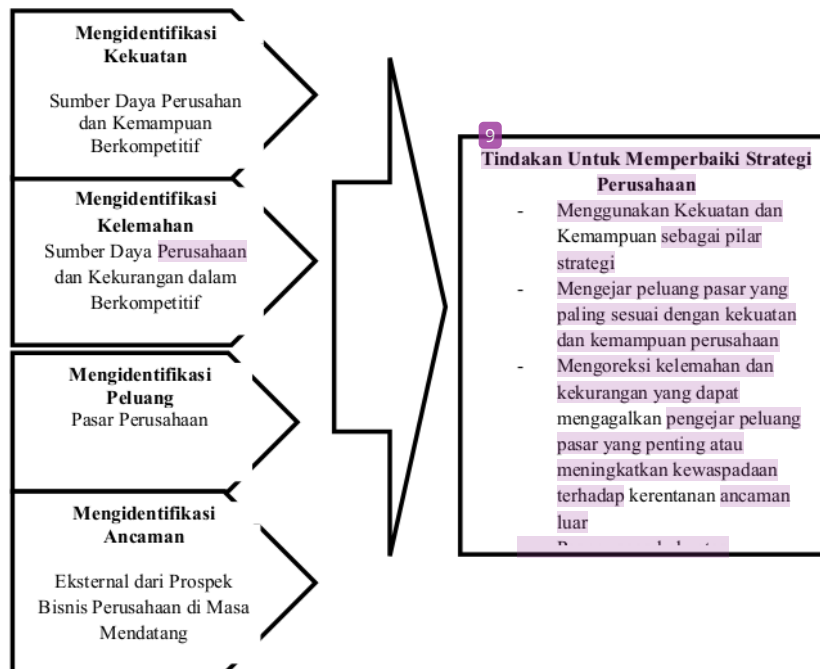 Mengidentifikasi
Kekuatan
Sumber Daya Perusahan
dan Kemampuan
Berkompetitif
Mengidentifikasi
Kelemahan
Sumber Daya Perusahaan
dan Kekurangan dalam
Berkompetitif
Mengidentifikasi
Peluang
Pasar Perusahaan
Mengidentifikasi
Ancaman
Eksternal dari Prospek
Bisnis Perusahaan di Masa
Mendatang
9
Tindakan Untuk Memperbaiki Strategi
Perusahaan
- Menggunakan Kekuatan dan
Kemampuan sebagai pilar
strategi
- Mengejar peluang pasar yang
paling sesuai dengan kekuatan
dan kemampuan perusahaan
- Mengoreksi kelemahan dan
kekurangan yang dapat
mengagalkan pengejar peluang
pasar yang penting atau
meningkatkan kewaspadaan
terhadap kerentanan ancaman
luar